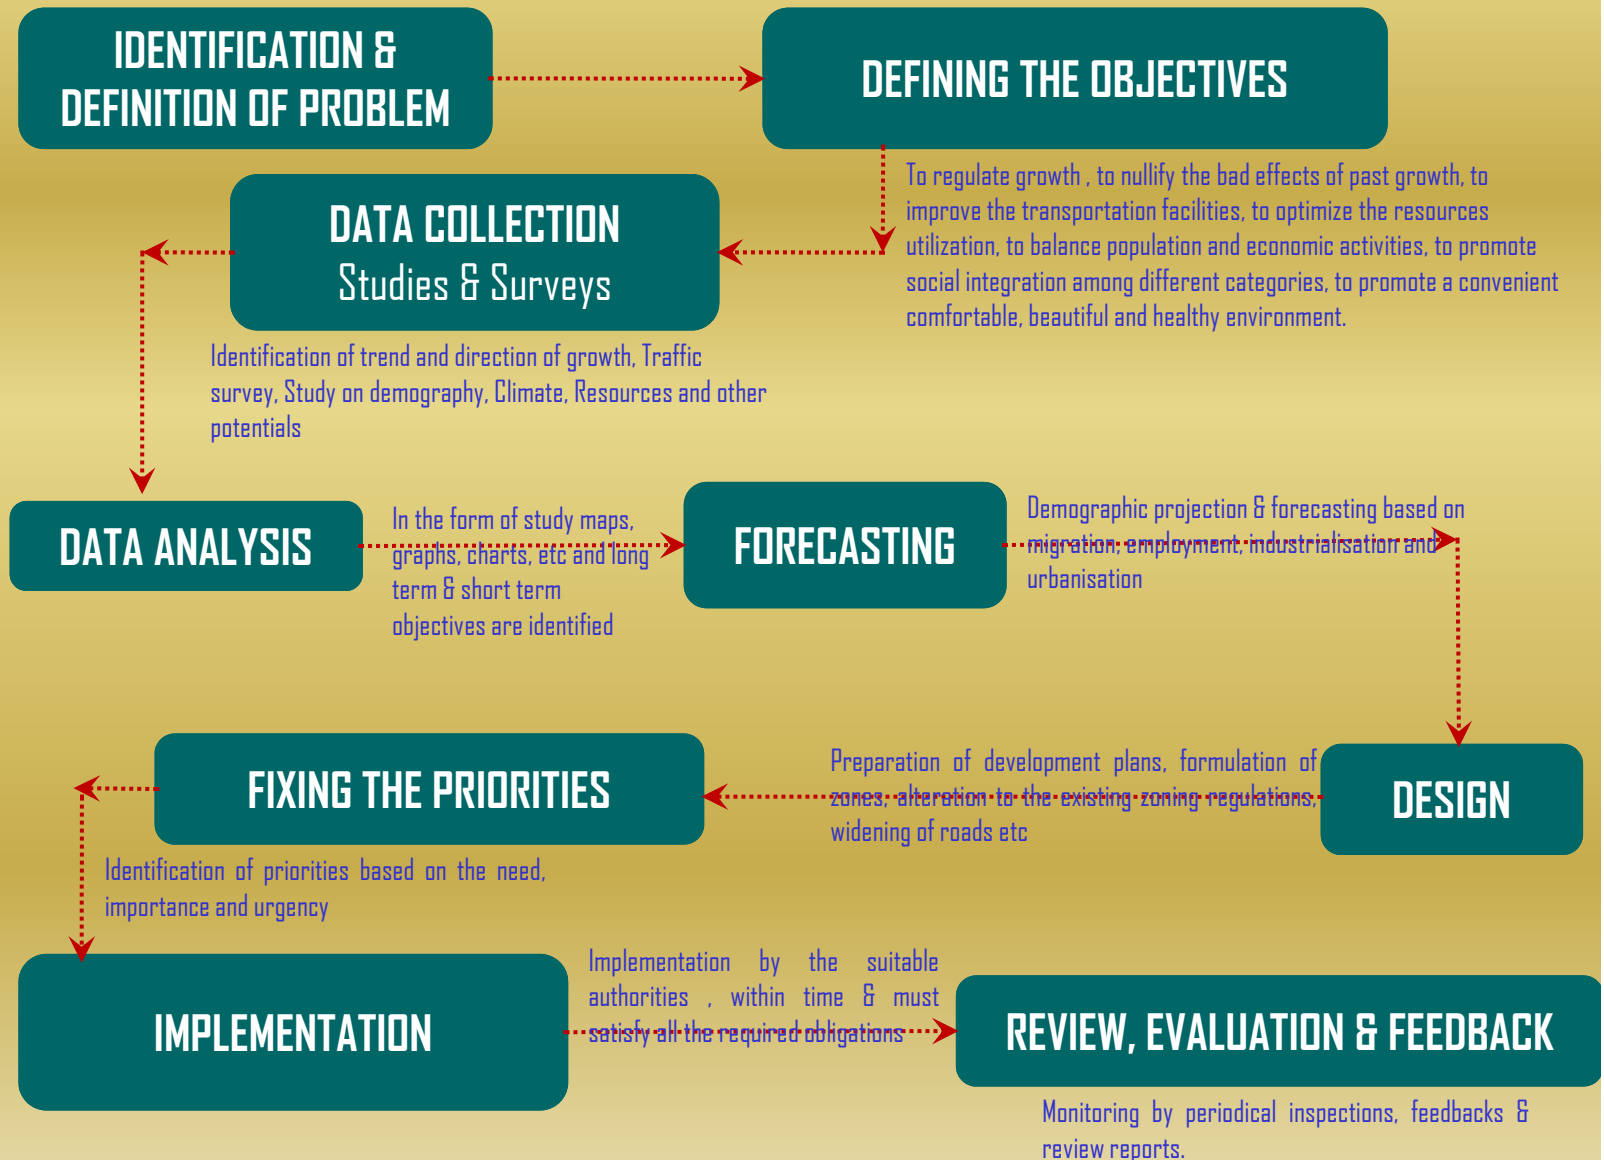 IDENTIFICATION &
DEFINITION OF PROBLEM
DEFINING THE OBJECTIVES
To regulate growth , to nullify the bad effects of past growth, to
improve the transportation facilities, to optimize the resources
utilization, to balance population and economic activities, to promote
social integration among different categories, to promote a convenient
comfortable, beautiful and healthy environment.
DATA COLLECTION
Studies & Surveys
Identification of trend and direction of growth, Traffic
survey, Study on demography, Climate, Resources and other
potentials
DATA ANALYSIS
In the form of study maps,
graphs, charts, etc and long
term & short term
objectives are identified
FORECASTING
Demographic projection & forecasting based on
migration, employment, industrialisation and
urbanisation
DESIGN
Preparation of development plans, formulation of
zones, alteration to the existing zoning regulations,
widening of roads etc
FIXING THE PRIORITIES
Identification of priorities based on the need,
importance and urgency
IMPLEMENTATION
Implementation by the suitable
authorities , within time & must
satisfy all the required obligations
REVIEW, EVALUATION & FEEDBACK
Monitoring by periodical inspections, feedbacks &
review reports.